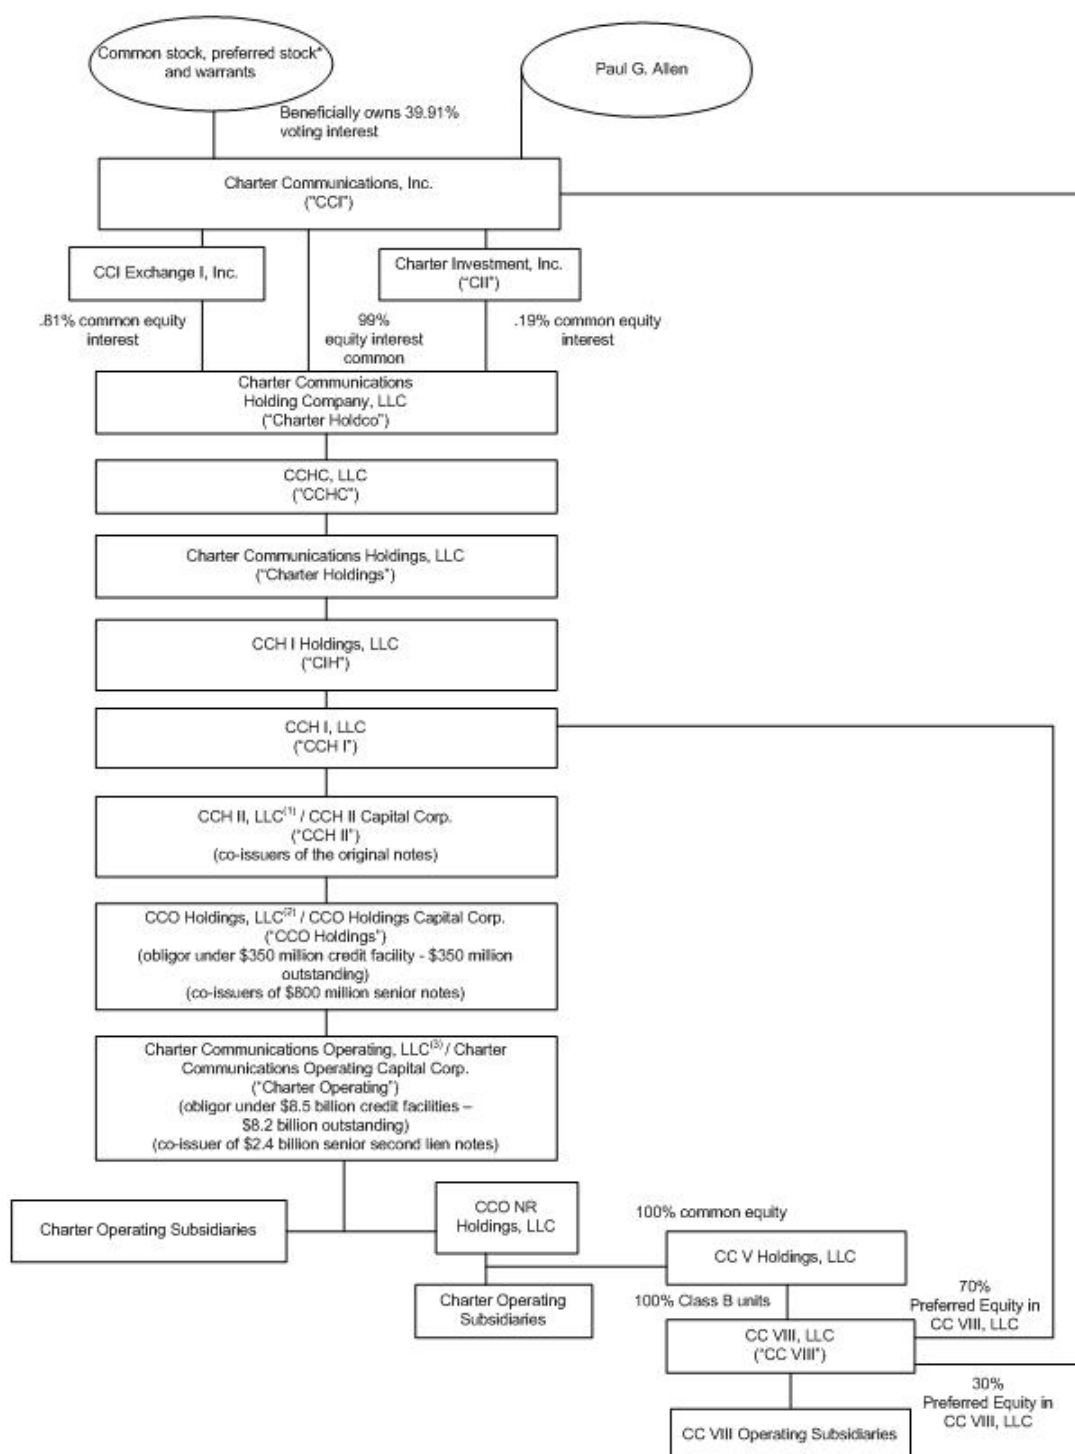 Common stock, preferred stock*
and warrants
Paul G. Allen
Beneficially owns 39.91%
voting interest
Charter Communications, Inc.
("CCI")
CCI Exchange I, Inc.
Charter Investment, Inc.
("CII")
.81% common equity
interest
99%
equity interest
common
.19% common equity
interest
Charter Communications
Holding Company, LLC
("Charter Holdco")
CCHC, LLC
("CCHC")
Charter Communications Holdings, LLC
("Charter Holdings")
CCH I Holdings, LLC
("CIH")
CCH I, LLC
("CCH I")
CCH II, LLC(1) / CCH II Capital Corp.
("CCH II")
(co-issuers of the original notes)
CCO Holdings, LLC(2) / CCO Holdings Capital Corp.
("CCO Holdings")
(obligor under $350 million credit facility - $350 million
outstanding)
(co-issuers of $800 million senior notes)
Charter Communications Operating, LLC(3) / Charter
Communications Operating Capital Corp.
("Charter Operating")
(obligor under $8.5 billion credit facilities –
$8.2 billion outstanding)
(co-issuer of $2.4 billion senior second lien notes)
Charter Operating Subsidiaries
CCO NR
Holdings, LLC
100% common equity
CC V Holdings, LLC
Charter Operating
Subsidiaries
100% Class B units
70%
Preferred Equity in
CC VIII, LLC
CC VIII, LLC
("CC VIII")
30%
Preferred Equity in
CC VIII, LLC
CC VIII Operating Subsidiaries